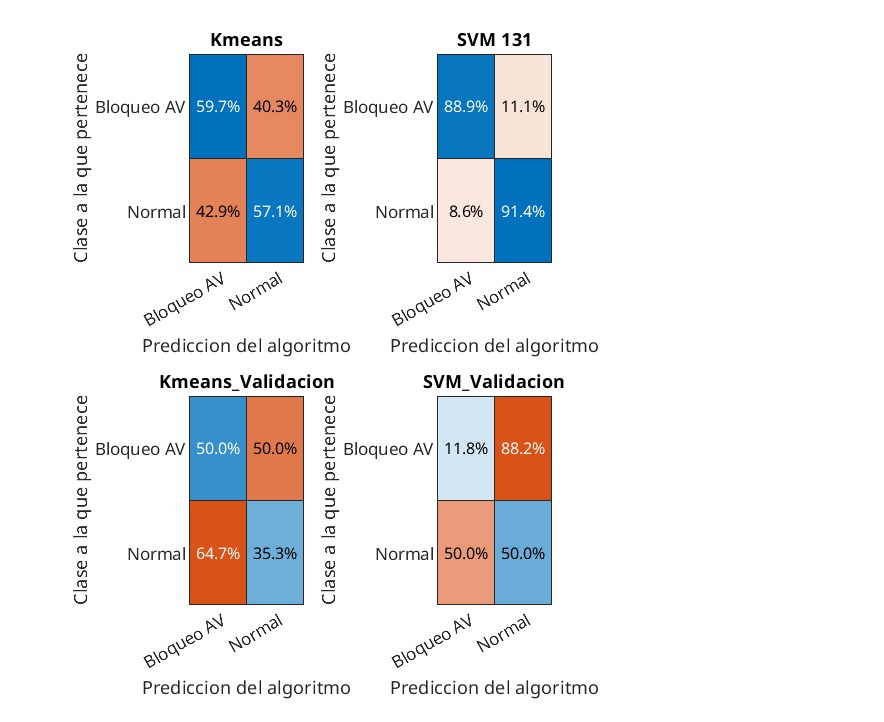 Kmeans
Clase a la que pertenece
Bloqueo AV
59.7%
40.3%
Normal
42.9%
57.1%
Bloqueo AV
Normal
Prediccion del algoritmo
SVM 131
Clase a la que pertenece
Bloqueo AV
88.9%
11.1%
Normal
8.6%
91.4%
Bloqueo AV
Normal
Prediccion del algoritmo
Kmeans_Validacion
Clase a la que pertenece
Bloqueo AV
50.0%
50.0%
Normal
64.7%
35.3%
Bloqueo AV
Normal
Prediccion del algoritmo
SVM_Validacion
Clase a la que pertenece
Bloqueo AV
11.8%
88.2%
Normal
50.0%
50.0%
Bloqueo AV
Normal
Prediccion del algoritmo